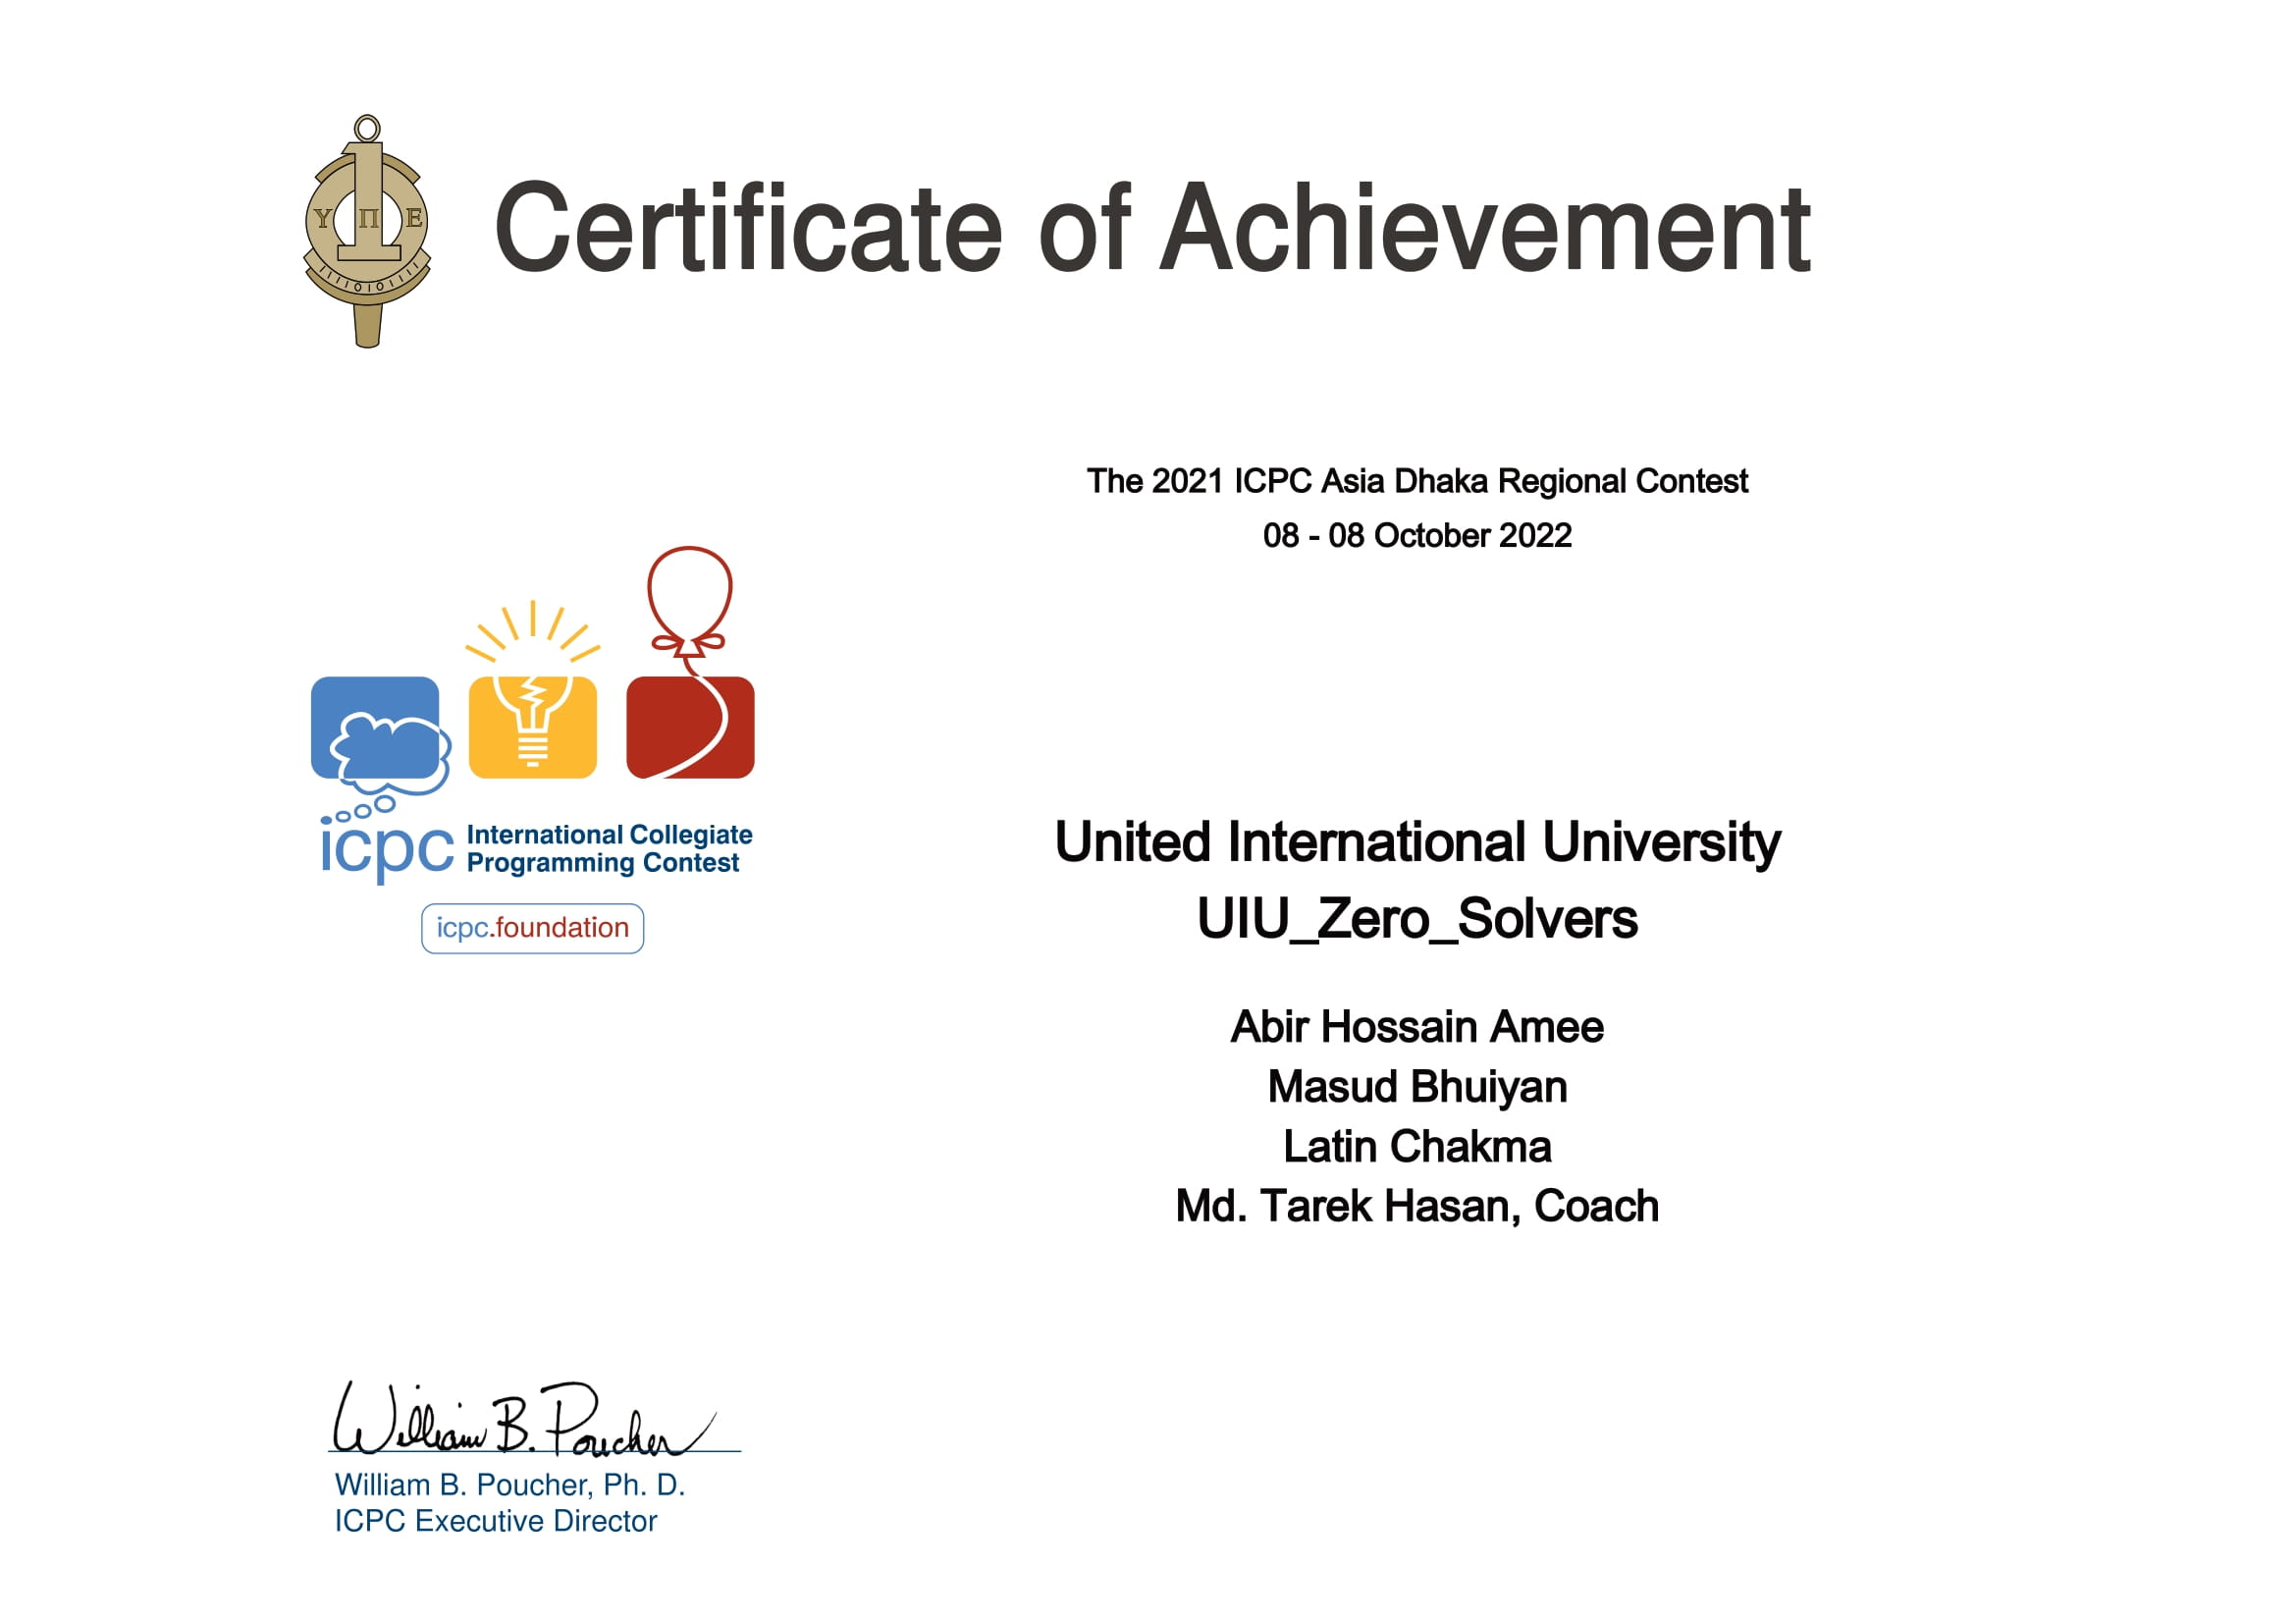 Υ Π Ε
Certificate of Achievement
The 2021 ICPC Asia Dhaka Regional Contest
08 - 08 October 2022
icpc International Collegiate
Programming Contest
icpc.foundation
United International University
UIU_Zero_Solvers
Abir Hossain Amee
Masud Bhuiyan
Latin Chakma
Md. Tarek Hasan, Coach
William B. Poucher
William B. Poucher, Ph. D.
ICPC Executive Director